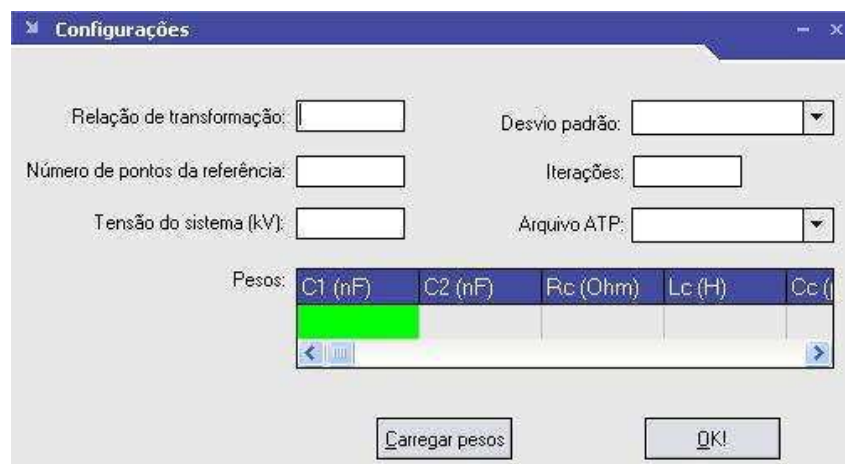 Configurações
Relação de transformação:
Desvio padrão:
Número de pontos da referência:
Iterações:
Tensão do sistema (kV):
Arquivo ATP:
Pesos:
C1 (nF) C2 (nF) Rc (Ohm) Lc (H) Cc
Carregar pesos
OK!